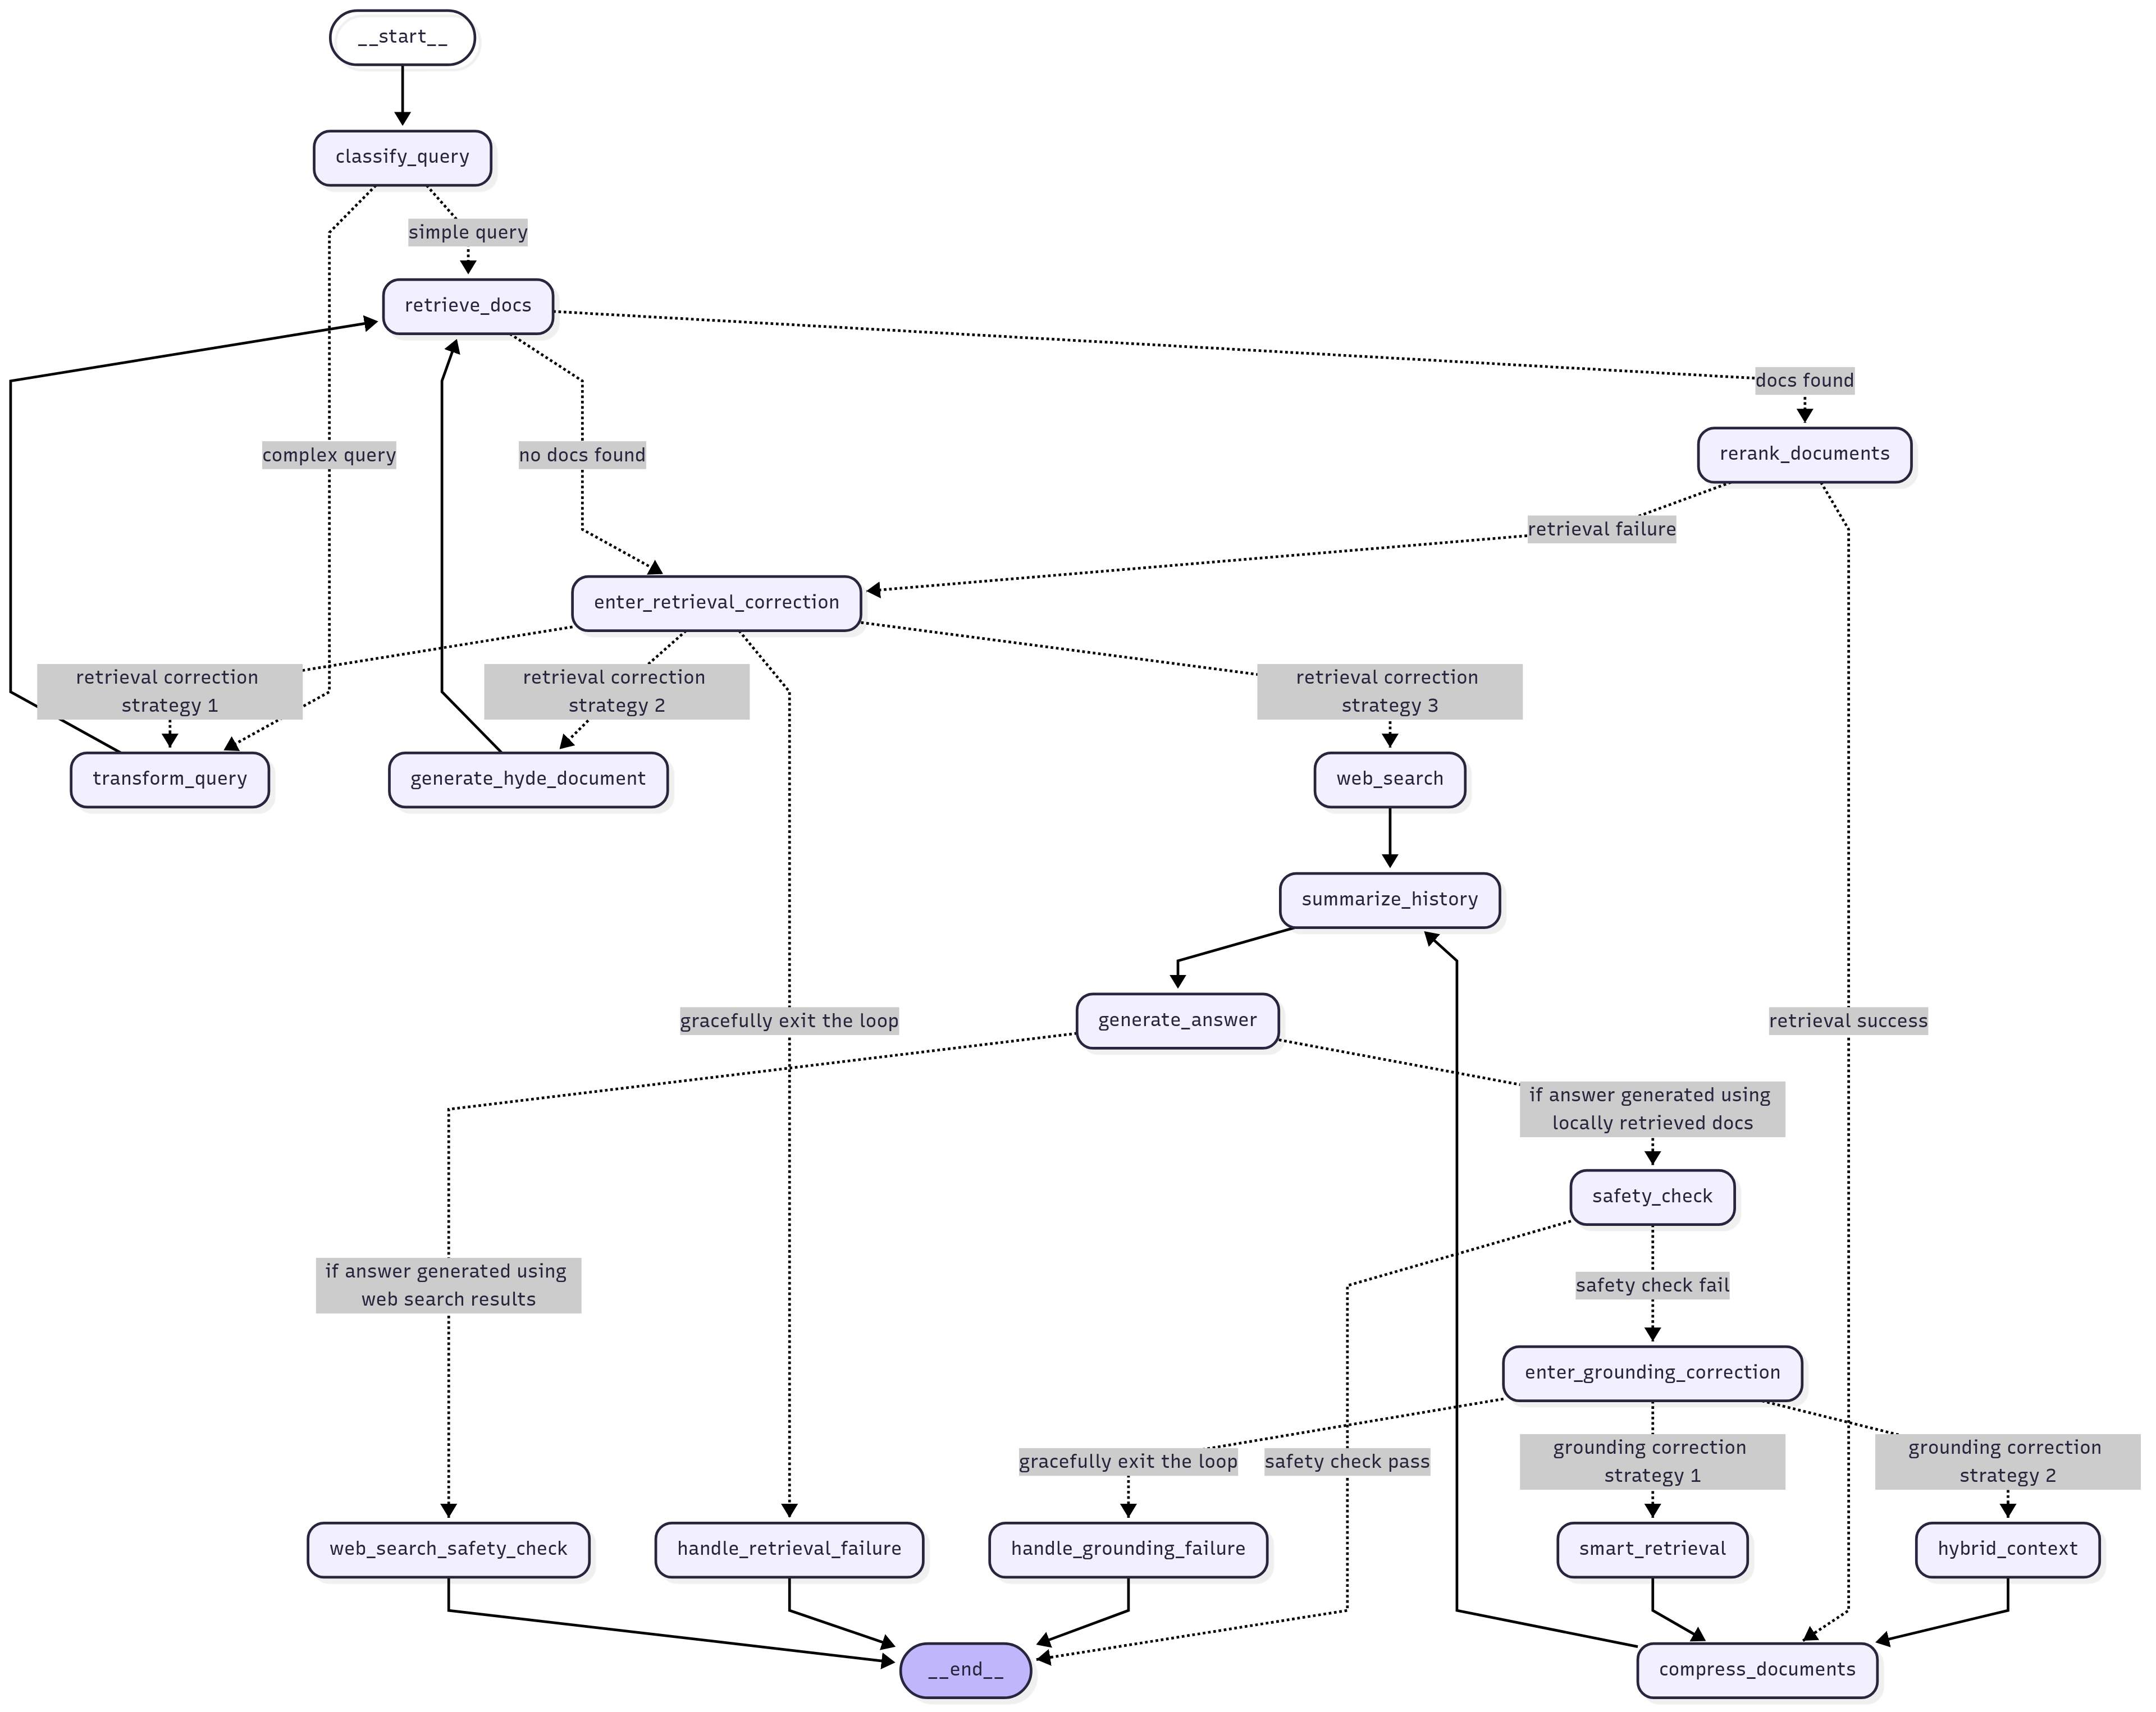 __start__
classify_query
simple query
retrieve_docs
docs found
complex query
no docs found
rerank_documents
retrieval failure
enter_retrieval_correction
retrieval correction
strategy 1
retrieval correction
strategy 2
retrieval correction
strategy 3
transform_query
generate_hyde_document
web_search
summarize_history
generate_answer
gracefully exit the loop
retrieval success
if answer generated using
locally retrieved docs
safety_check
if answer generated using
web search results
safety check fail
enter_grounding_correction
gracefully exit the loop
safety check pass
grounding correction
strategy 1
grounding correction
strategy 2
web_search_safety_check
handle_retrieval_failure
handle_grounding_failure
smart_retrieval
hybrid_context
__end__
compress_documents